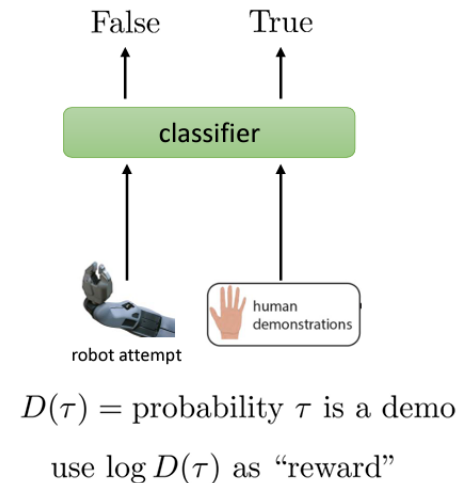 False True
classifier
human
demonstrations
robot attempt
D(τ) = probability τ is a demo
use log D(τ) as “reward”